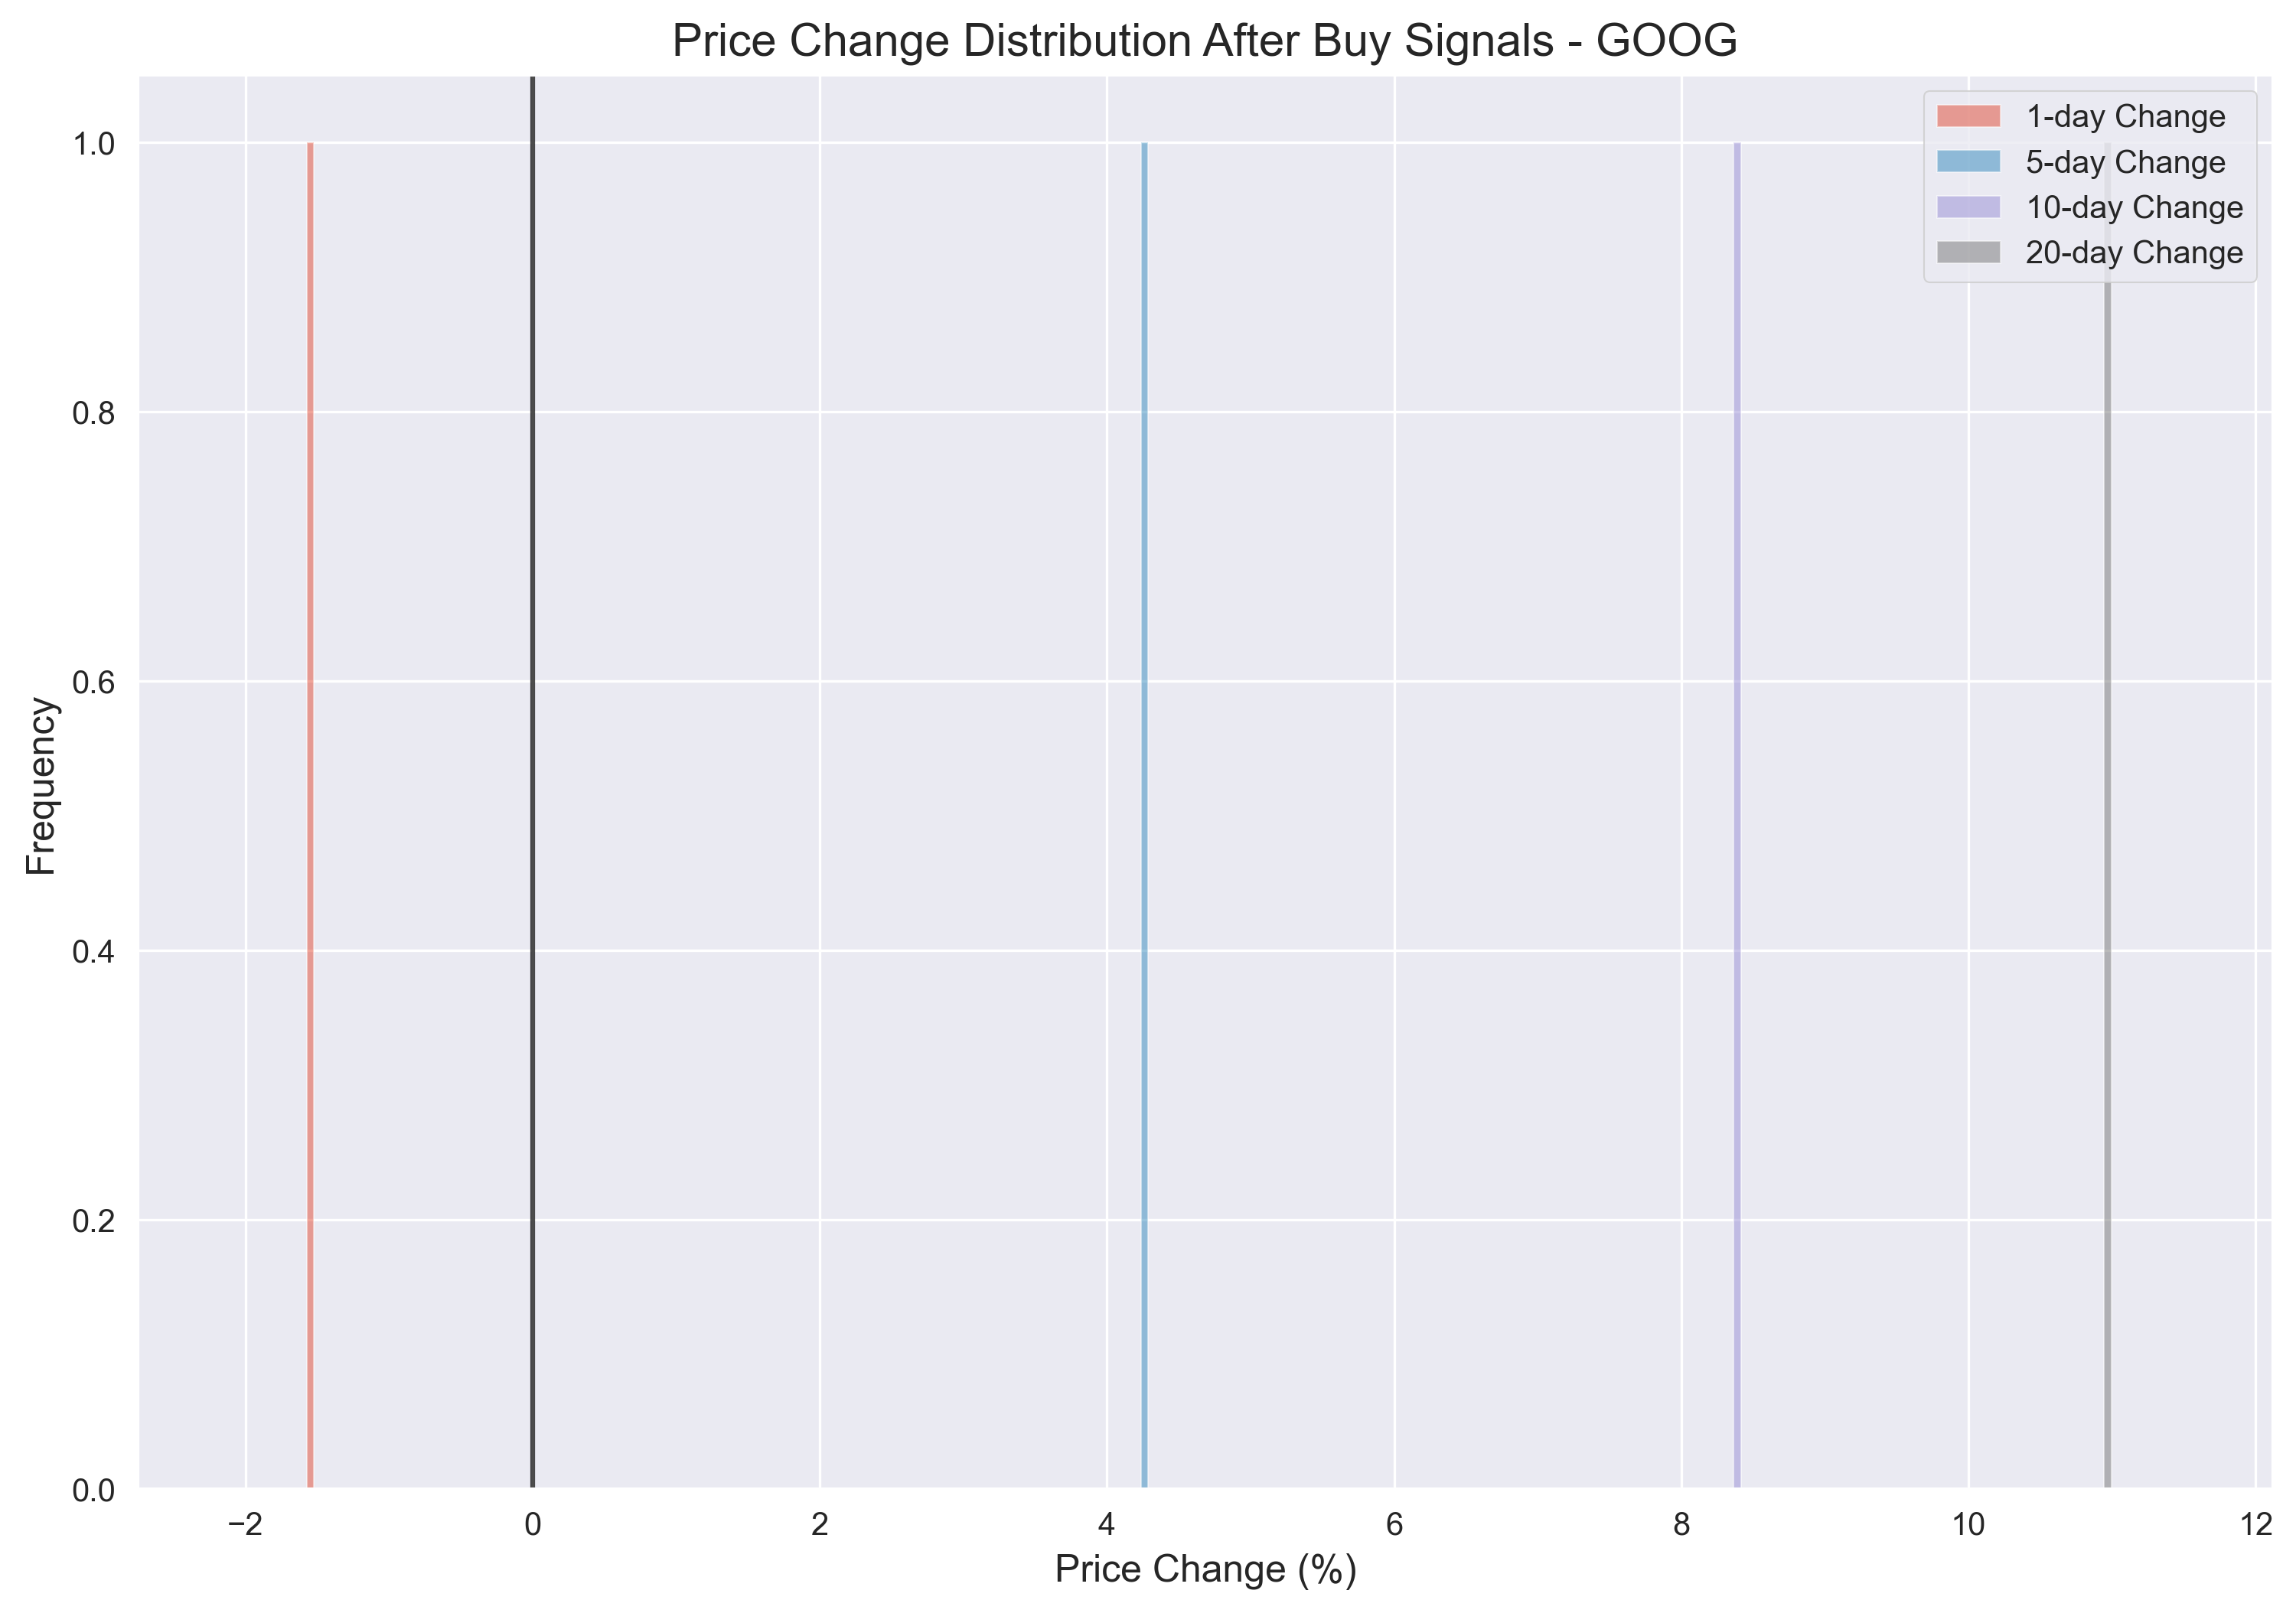 Price Change Distribution After Buy Signals - GOOG
1-day Change
5-day Change
10-day Change
20-day Change
1.0
0.8
0.6
0.4
0.2
0.0
Frequency
−2
0
2
4
6
8
10
12
Price Change (%)